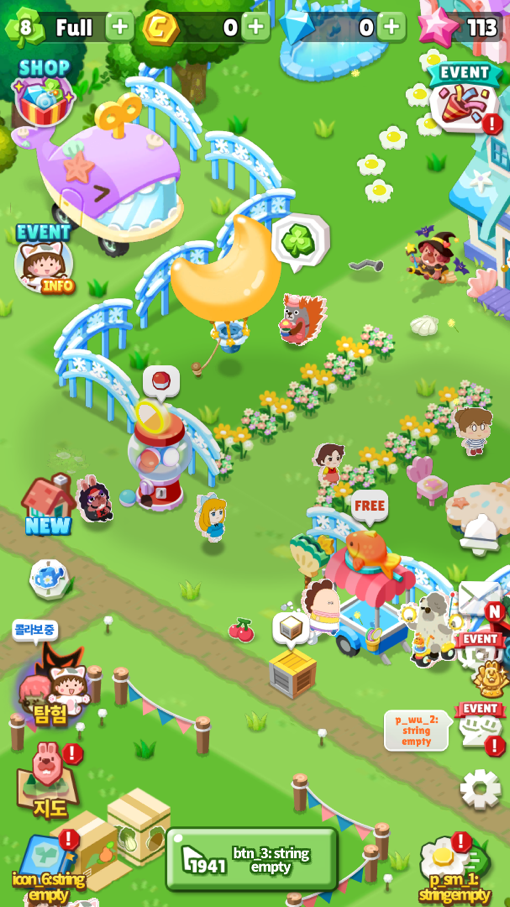 8 Full + C 0 + 0 + 113
SHOP
EVENT
!
EVENT
INFO
NEW
FREE
콜라보 중
탐험
N
EVENT
EVENT
!
p_wu_2:
string
empty
!
지도
!
icon_6:string
empty
1941
btn_3: string
empty
!
p_sm_1:
stringempty